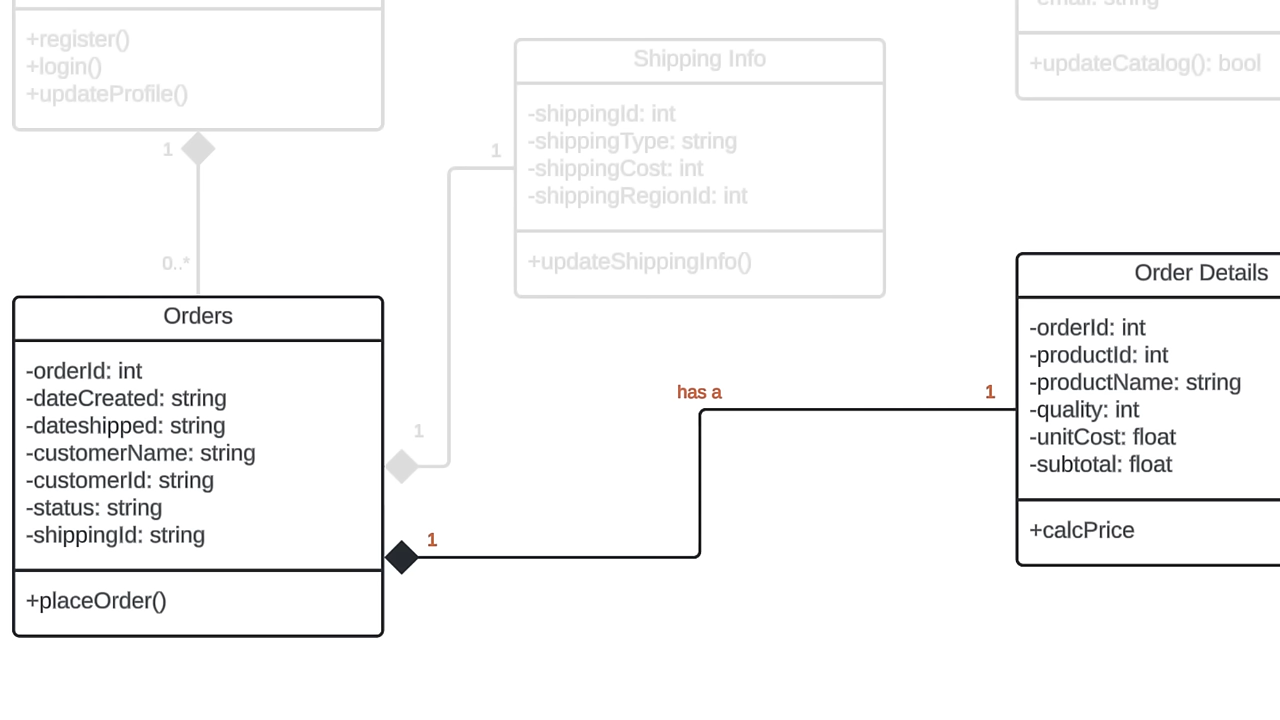 +register()
+login()
+updateProfile()
1
0..*
Shipping Info
-shippingId: int
-shippingType: string
-shippingCost: int
-shippingRegionId: int
+updateShippingInfo()
1
1
email: string
+updateCatalog(): bool
Orders
-orderId: int
-dateCreated: string
-dateshipped: string
-customerName: string
-customerId: string
-status: string
-shippingId: string
+placeOrder()
1
has a
1
Order Details
-orderId: int
-productId: int
-productName: string
-quality: int
-unitCost: float
-subtotal: float
+calcPrice